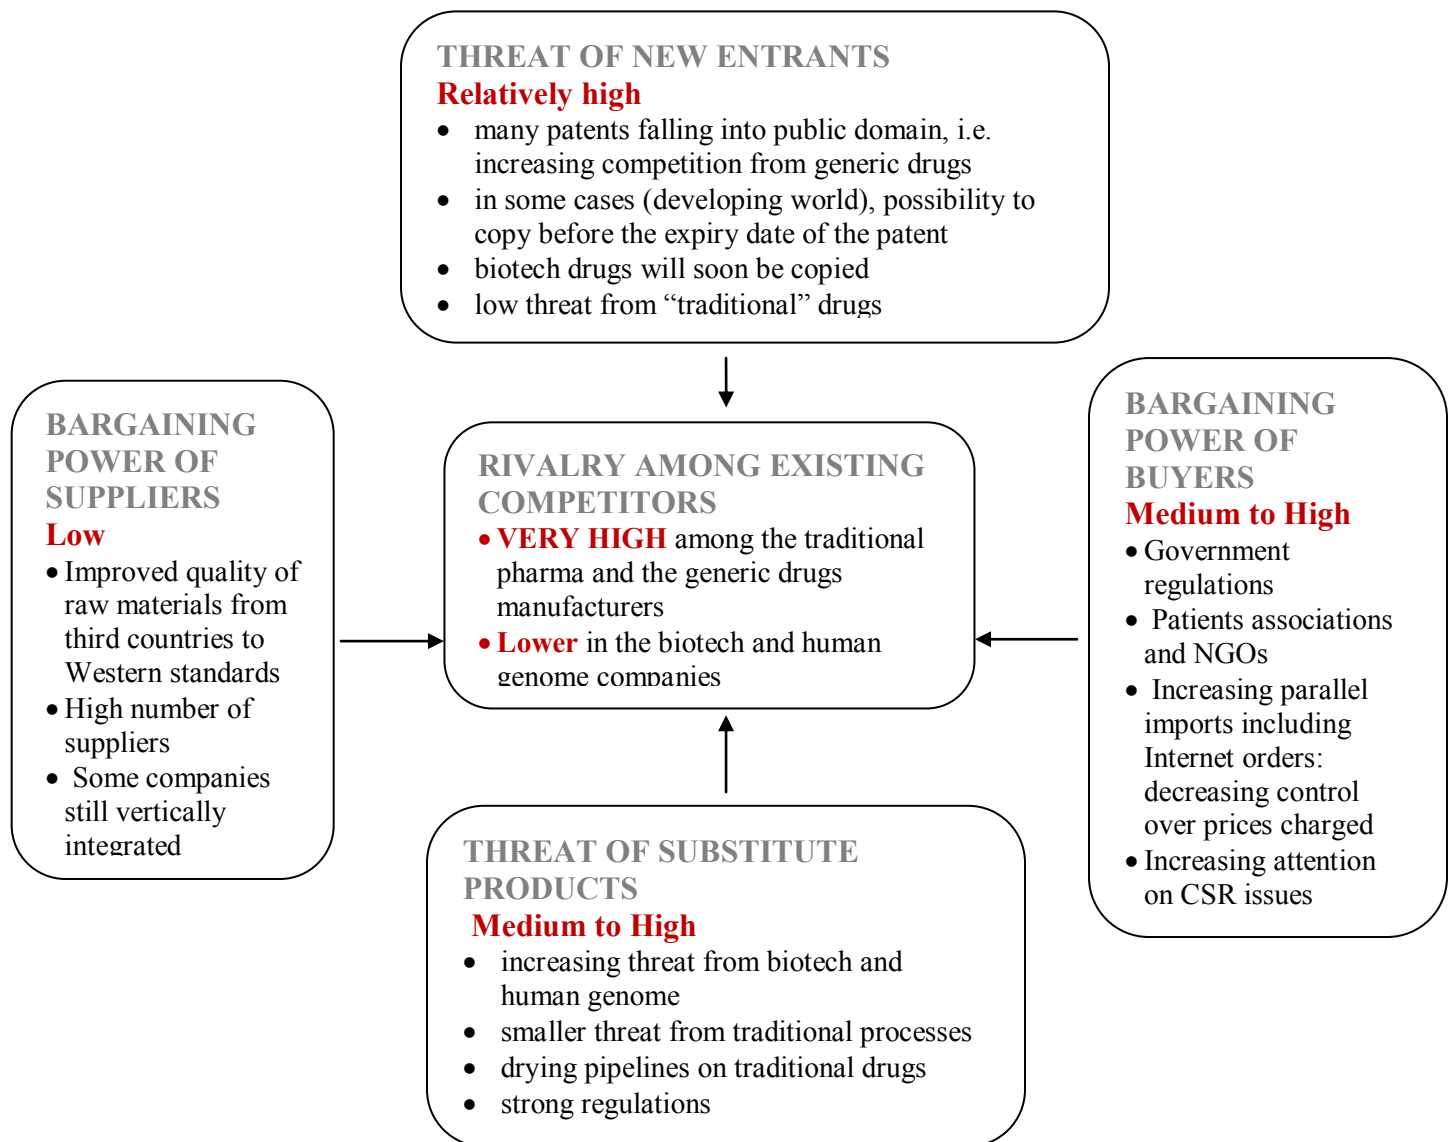 THREAT OF NEW ENTRANTS
Relatively high
• many patents falling into public domain, i.e.
increasing competition from generic drugs
• in some cases (developing world), possibility to
copy before the expiry date of the patent
• biotech drugs will soon be copied
• low threat from “traditional” drugs
BARGAINING
POWER OF
SUPPLIERS
Low
• Improved quality of
raw materials from
third countries to
Western standards
• High number of
suppliers
• Some companies
still vertically
integrated
RIVALRY AMONG EXISTING
COMPETITORS
• VERY HIGH among the traditional
pharma and the generic drugs
manufacturers
• Lower in the biotech and human
genome companies
BARGAINING
POWER OF
BUYERS
Medium to High
• Government
regulations
• Patients associations
and NGOs
• Increasing parallel
imports including
Internet orders:
decreasing control
over prices charged
• Increasing attention
on CSR issues
THREAT OF SUBSTITUTE
PRODUCTS
Medium to High
• increasing threat from biotech and
human genome
• smaller threat from traditional processes
• drying pipelines on traditional drugs
• strong regulations